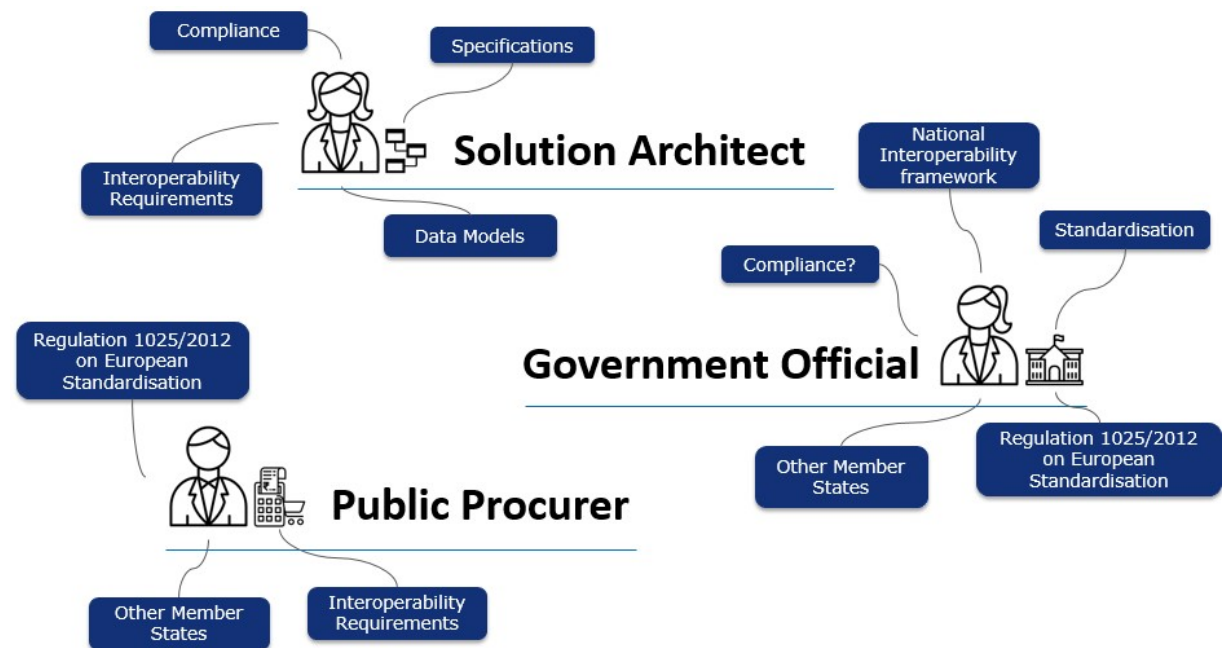 Compliance
Specifications
Solution Architect
Interoperability
Requirements
Data Models
National
Interoperability
framework
Standardisation
Compliance?
Government Official
Other Member
States
Regulation 1025/2012
on European
Standardisation
Regulation 1025/2012
on European
Standardisation
Public Procurer
Other Member
States
Interoperability
Requirements